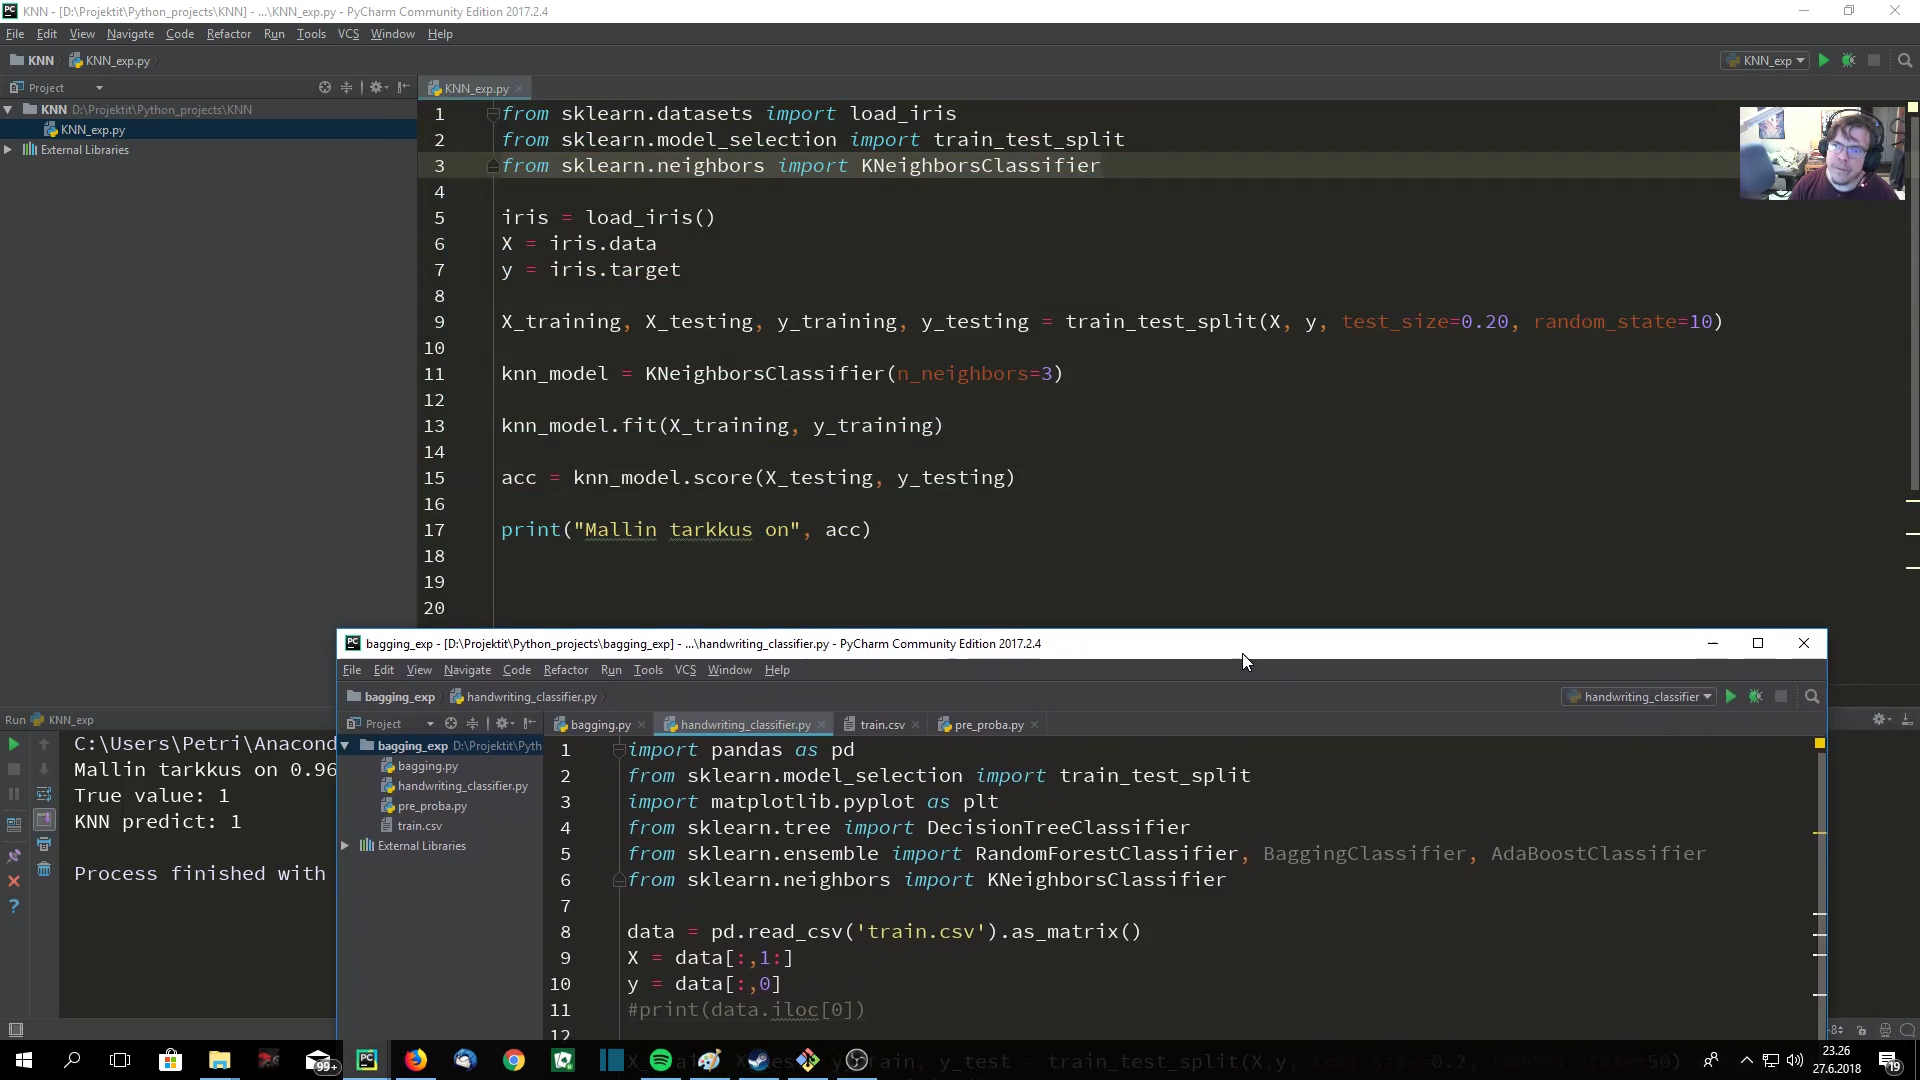 KNN - [D:\Projektit\Python_projects\KNN] - ...\KNN_exp.py - PyCharm Community Edition 2017.2.4
File Edit View Navigate Code Refactor Run Tools VCS Window Help
KNN KNN_exp.py
KNN_exp
Project
KNN_exp.py
KNN D:\Projektit\Python_projects\KNN
KNN_exp.py
External Libraries
1 from sklearn.datasets import load_iris
2 from sklearn.model_selection import train_test_split
3 from sklearn.neighbors import KNeighborsClassifier
4
5 iris = load_iris()
6 X = iris.data
7 y = iris.target
8
9 X_training, X_testing, y_training, y_testing = train_test_split(X, y, test_size=0.20, random_state=10)
10
11 knn_model = KNeighborsClassifier(n_neighbors=3)
12
13 knn_model.fit(X_training, y_training)
14
15 acc = knn_model.score(X_testing, y_testing)
16
17 print("Mallin tarkkus on", acc)
18
19
20
Run KNN_exp
C:\Users\Petri\Anacond
Mallin tarkkus on 0.96
True value: 1
KNN predict: 1
Process finished with
bagging_exp - [D:\Projektit\Python_projects\bagging_exp] - ...\handwriting_classifier.py - PyCharm Community Edition 2017.2.4
File Edit View Navigate Code Refactor Run Tools VCS Window Help
bagging_exp handwriting_classifier.py
handwriting_classifier
Project
bagging.py handwriting_classifier.py train.csv pre_proba.py
bagging_exp D:\Projektit\Pyth
bagging.py
handwriting_classifier.py
pre_proba.py
train.csv
External Libraries
1 import pandas as pd
2 from sklearn.model_selection import train_test_split
3 import matplotlib.pyplot as plt
4 from sklearn.tree import DecisionTreeClassifier
5 from sklearn.ensemble import RandomForestClassifier, BaggingClassifier, AdaBoostClassifier
6 from sklearn.neighbors import KNeighborsClassifier
7
8 data = pd.read_csv('train.csv').as_matrix()
9 X = data[:,1:]
10 y = data[:,0]
11 #print(data.iloc[0])
12
y_test = train_test_split(X,y,
99+
23.26
27.6.2018
19